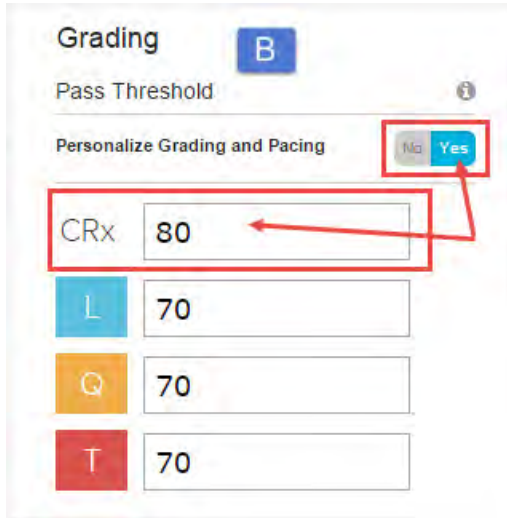 Grading
B
Pass Threshold
Personalize Grading and Pacing No Yes
CRx 80
L 70
Q 70
T 70